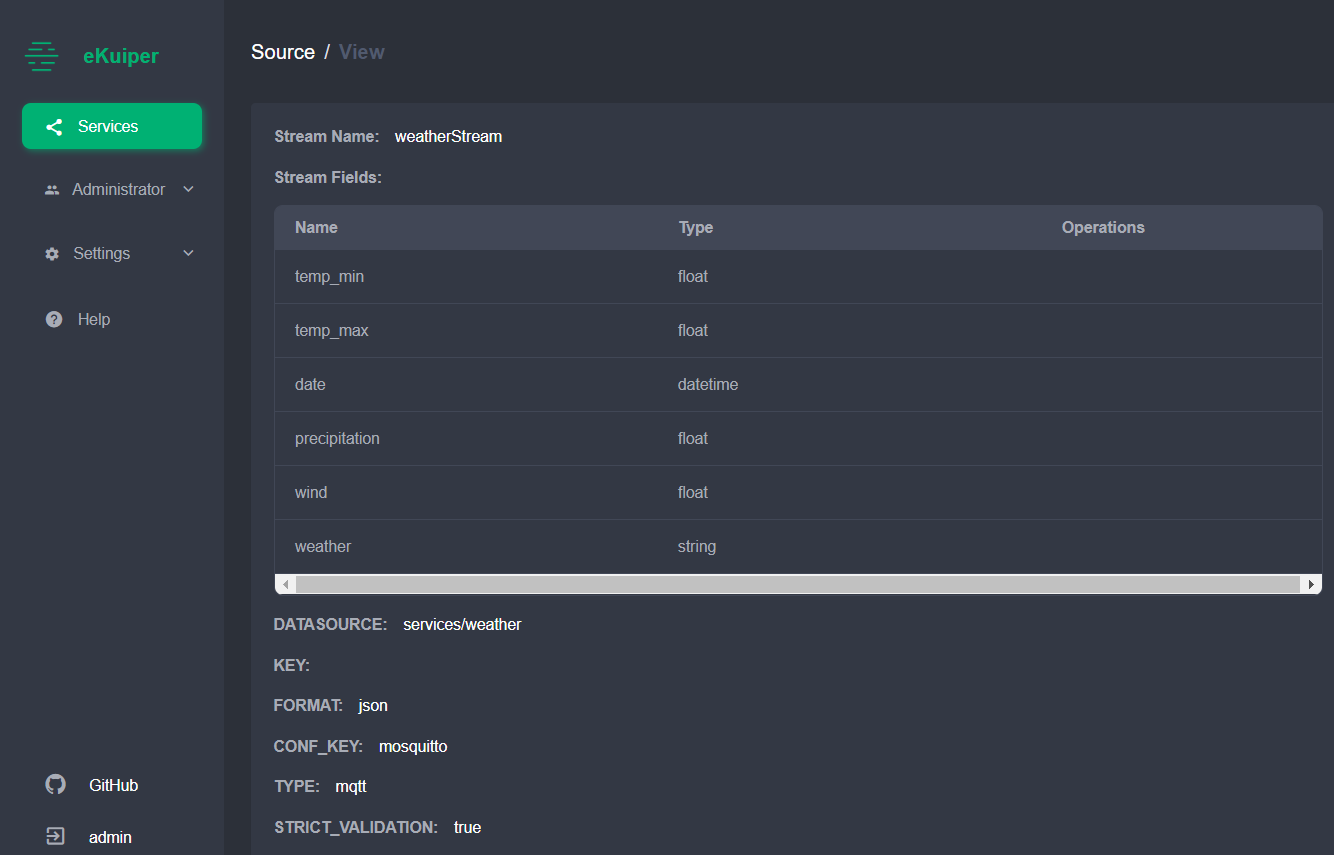 eKuiper
Services
Administrator
Settings
Help
GitHub
admin
Source / View
Stream Name: weatherStream
Stream Fields:
Name Type Operations
temp_min float
temp_max float
date datetime
precipitation float
wind float
weather string
DATASOURCE: services/weather
KEY:
FORMAT: json
CONF_KEY: mosquitto
TYPE: mqtt
STRICT_VALIDATION: true